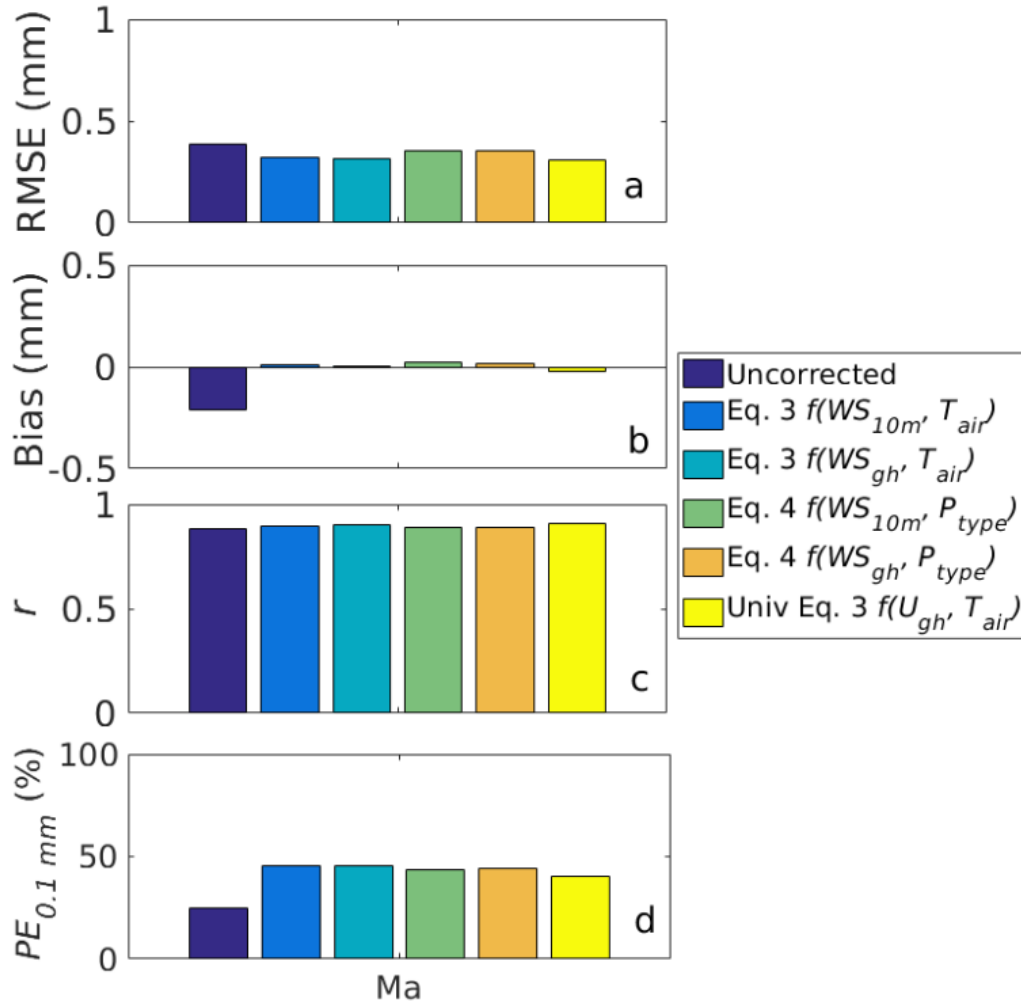 RMSE (mm)
1
0.5
0
a
Bias (mm)
0.5
0
-0.5
b
r
1
0.5
0
c
PE0.1 mm (%)
100
50
0
d
Ma
Uncorrected
Eq. 3 f(WS10m, Tair)
Eq. 3 f(WSgh, Tair)
Eq. 4 f(WS10m, Ptype)
Eq. 4 f(WSgh, Ptype)
Univ Eq. 3 f(Ugh, Tair)